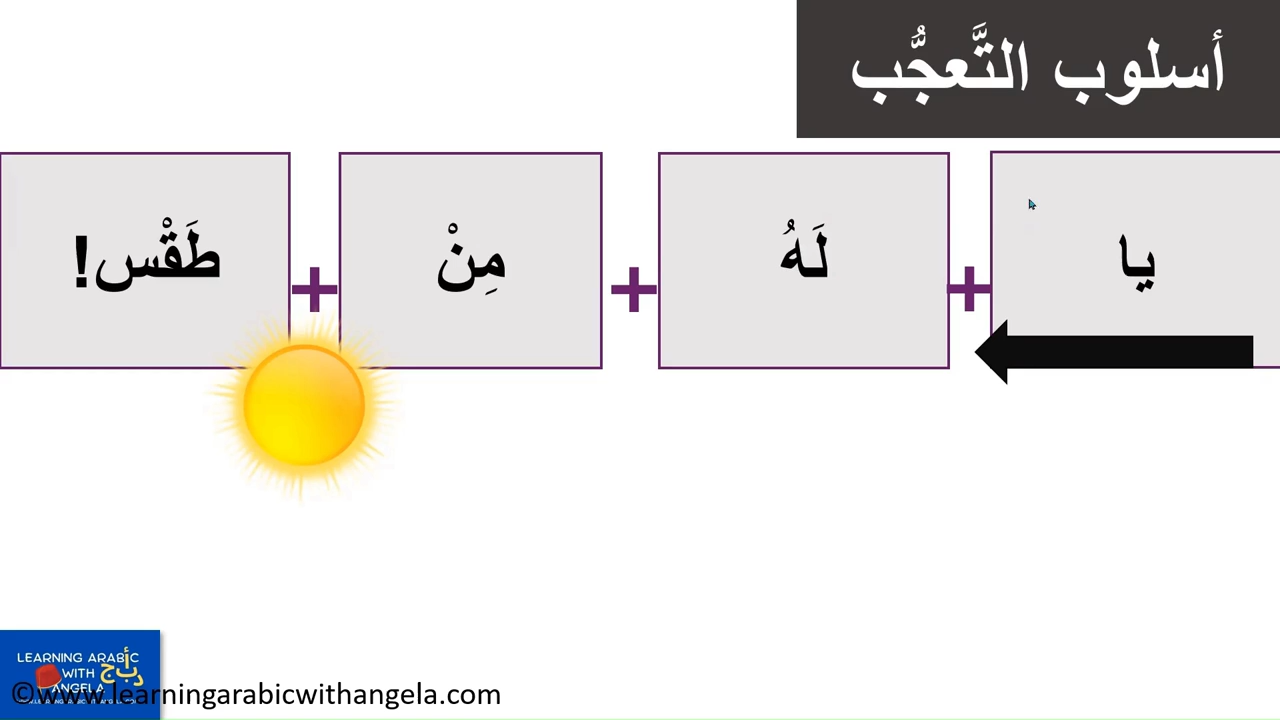 أسلوب التَّعجُّب
يا + لَهُ + مِنْ + طَقْس!
LEARNING ARABIC
WITH
ANGELA
أ
ب ج د
©www.learningarabicwithangela.com